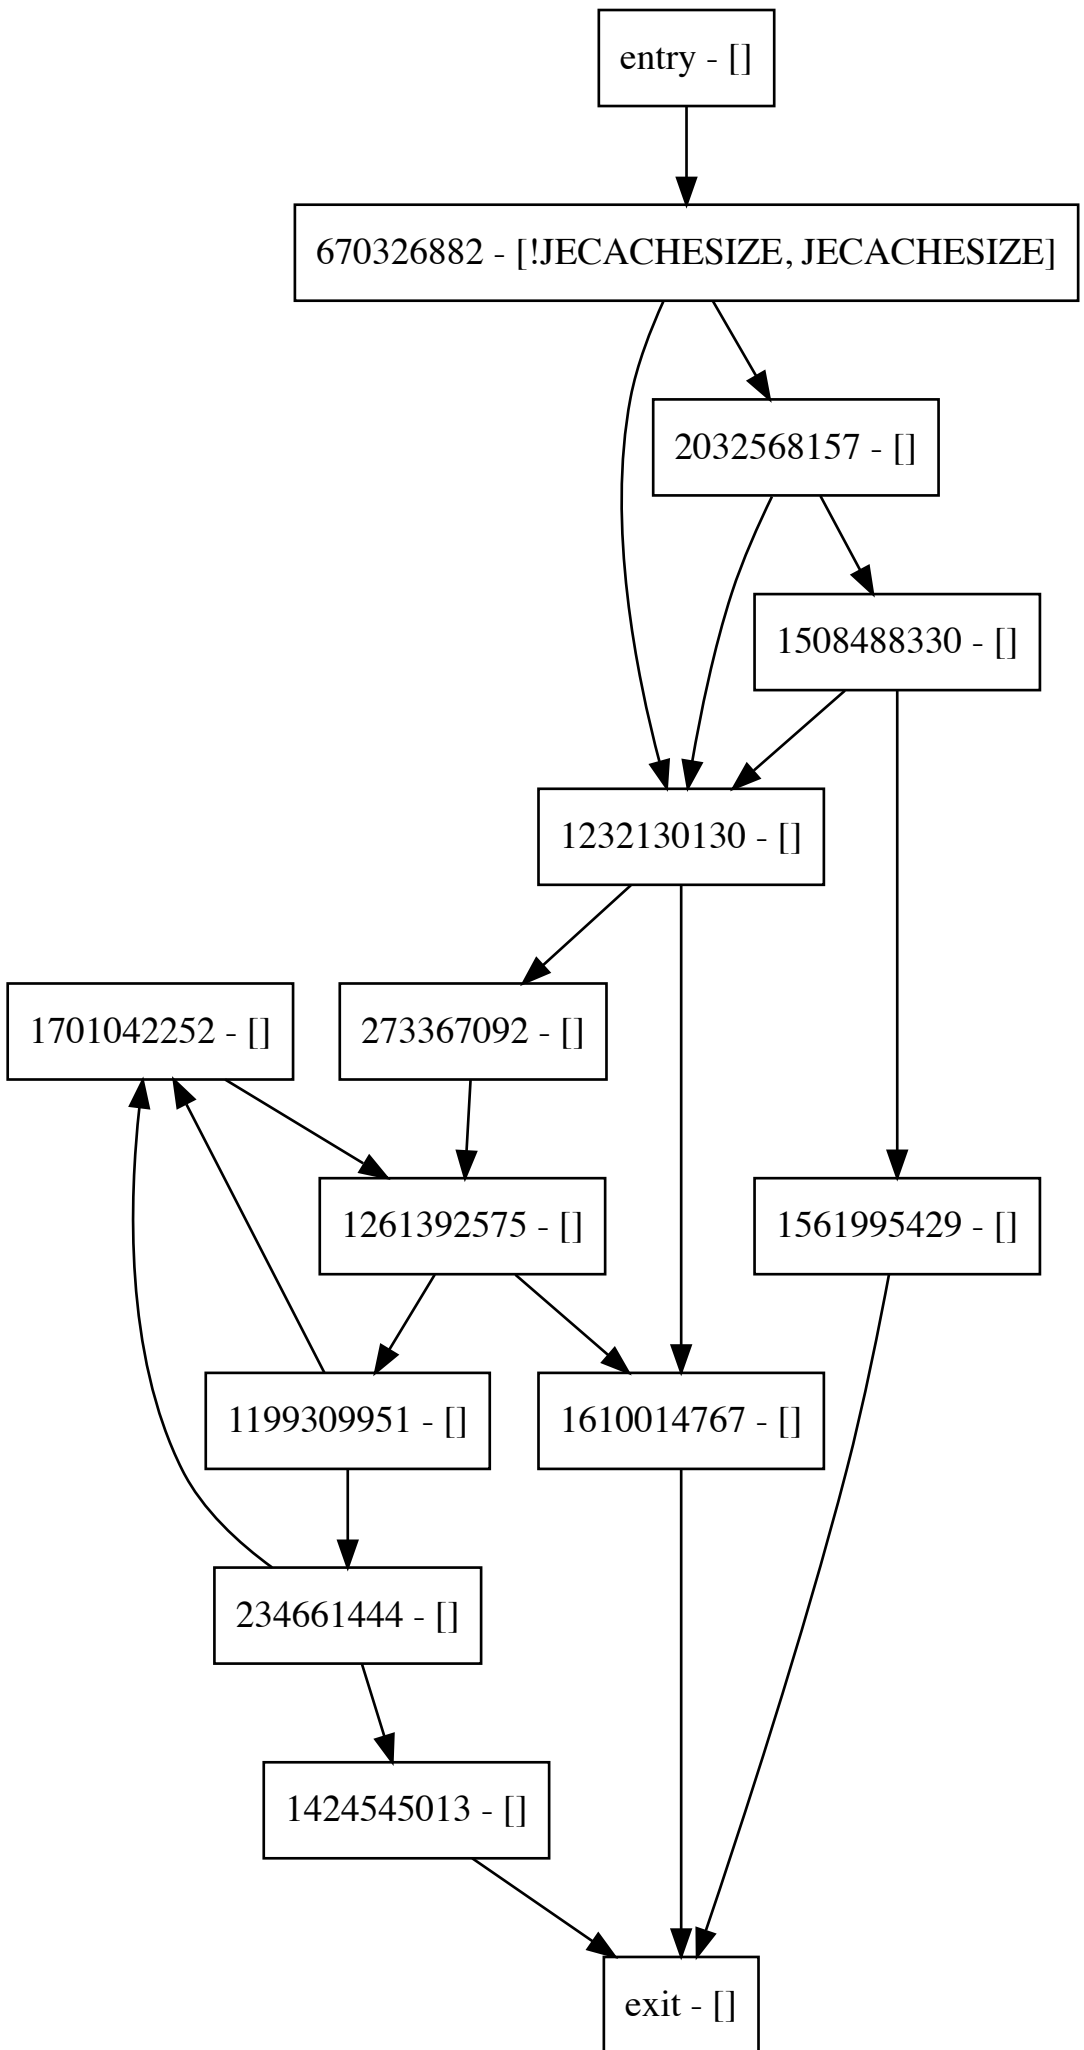 entry - []
670326882 - [!JECACHESIZE, JECACHESIZE]
2032568157 - []
1508488330 - []
1232130130 - []
1701042252 - []
273367092 - []
1261392575 - []
1561995429 - []
1199309951 - []
1610014767 - []
234661444 - []
1424545013 - []
exit - []